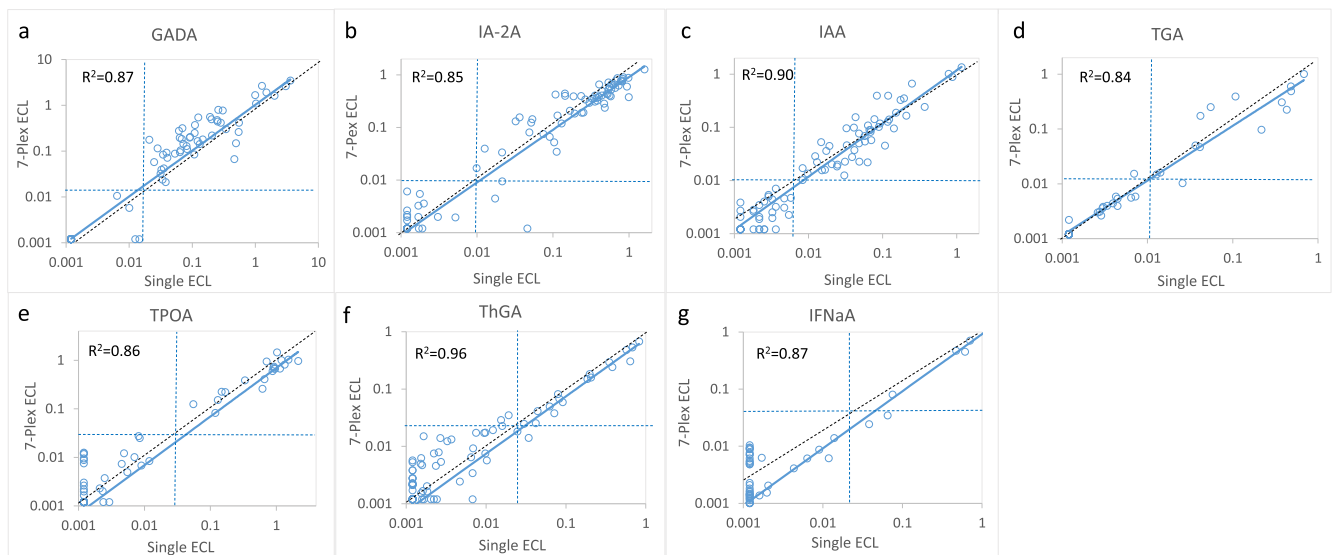 a
GADA
R²=0.87
7-Plex ECL
10
1
0.1
0.01
0.001
0.001 0.01 0.1 1 10
Single ECL
b
IA-2A
R²=0.85
7-Plex ECL
1
0.1
0.01
0.001
0.001 0.01 0.1 1
Single ECL
c
IAA
R²=0.90
7-Plex ECL
1
0.1
0.01
0.001
0.001 0.01 0.1 1
Single ECL
d
TGA
R²=0.84
7-Plex ECL
1
0.1
0.01
0.001
0.001 0.01 0.1 1
Single ECL
e
TPOA
R²=0.86
7-Plex ECL
1
0.1
0.01
0.001
0.001 0.01 0.1 1
Single ECL
f
ThGA
R²=0.96
7-Plex ECL
1
0.1
0.01
0.001
0.001 0.01 0.1 1
Single ECL
g
IFNaA
R²=0.87
7-Plex ECL
1
0.1
0.01
0.001
0.001 0.01 0.1 1
Single ECL